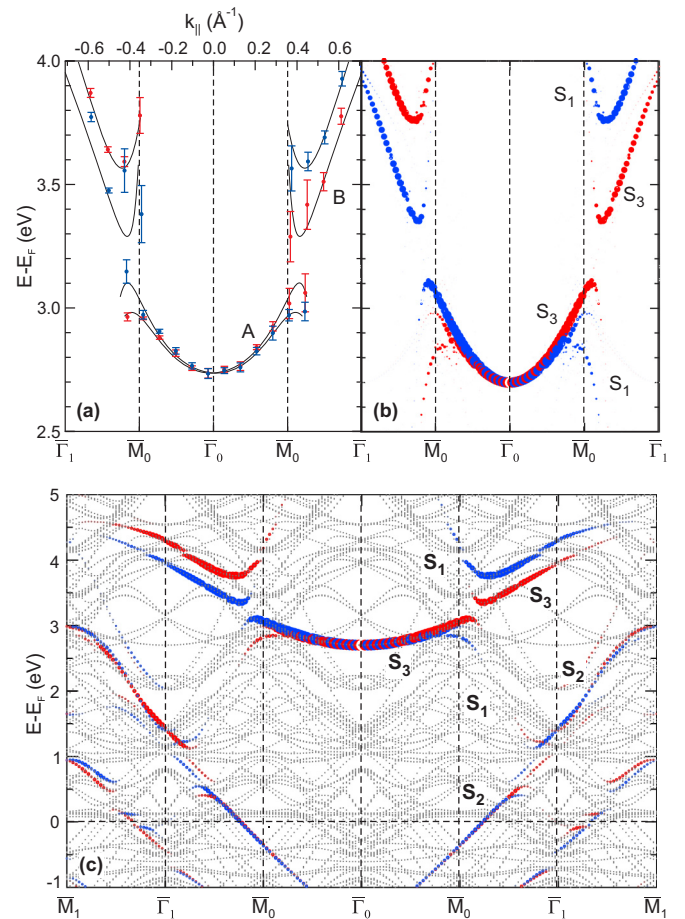 k∥ (Å⁻¹)
-0.6 -0.4 -0.2 0.0 0.2 0.4 0.6
4.0
3.5
3.0
2.5
E-E_F (eV)
B
A
(a)
Γ̅₁ M̅₀ Γ̅₀ M̅₀ Γ̅₁
S₁
S₃
S₃
S₁
(b)
M̅₀ Γ̅₀ M̅₀ Γ̅₁
5
4
3
2
1
0
-1
E-E_F (eV)
S₁
S₃
S₃
S₂
S₁
S₂
(c)
M̅₁ Γ̅₁ M̅₀ Γ̅₀ M̅₀ Γ̅₁ M̅₁